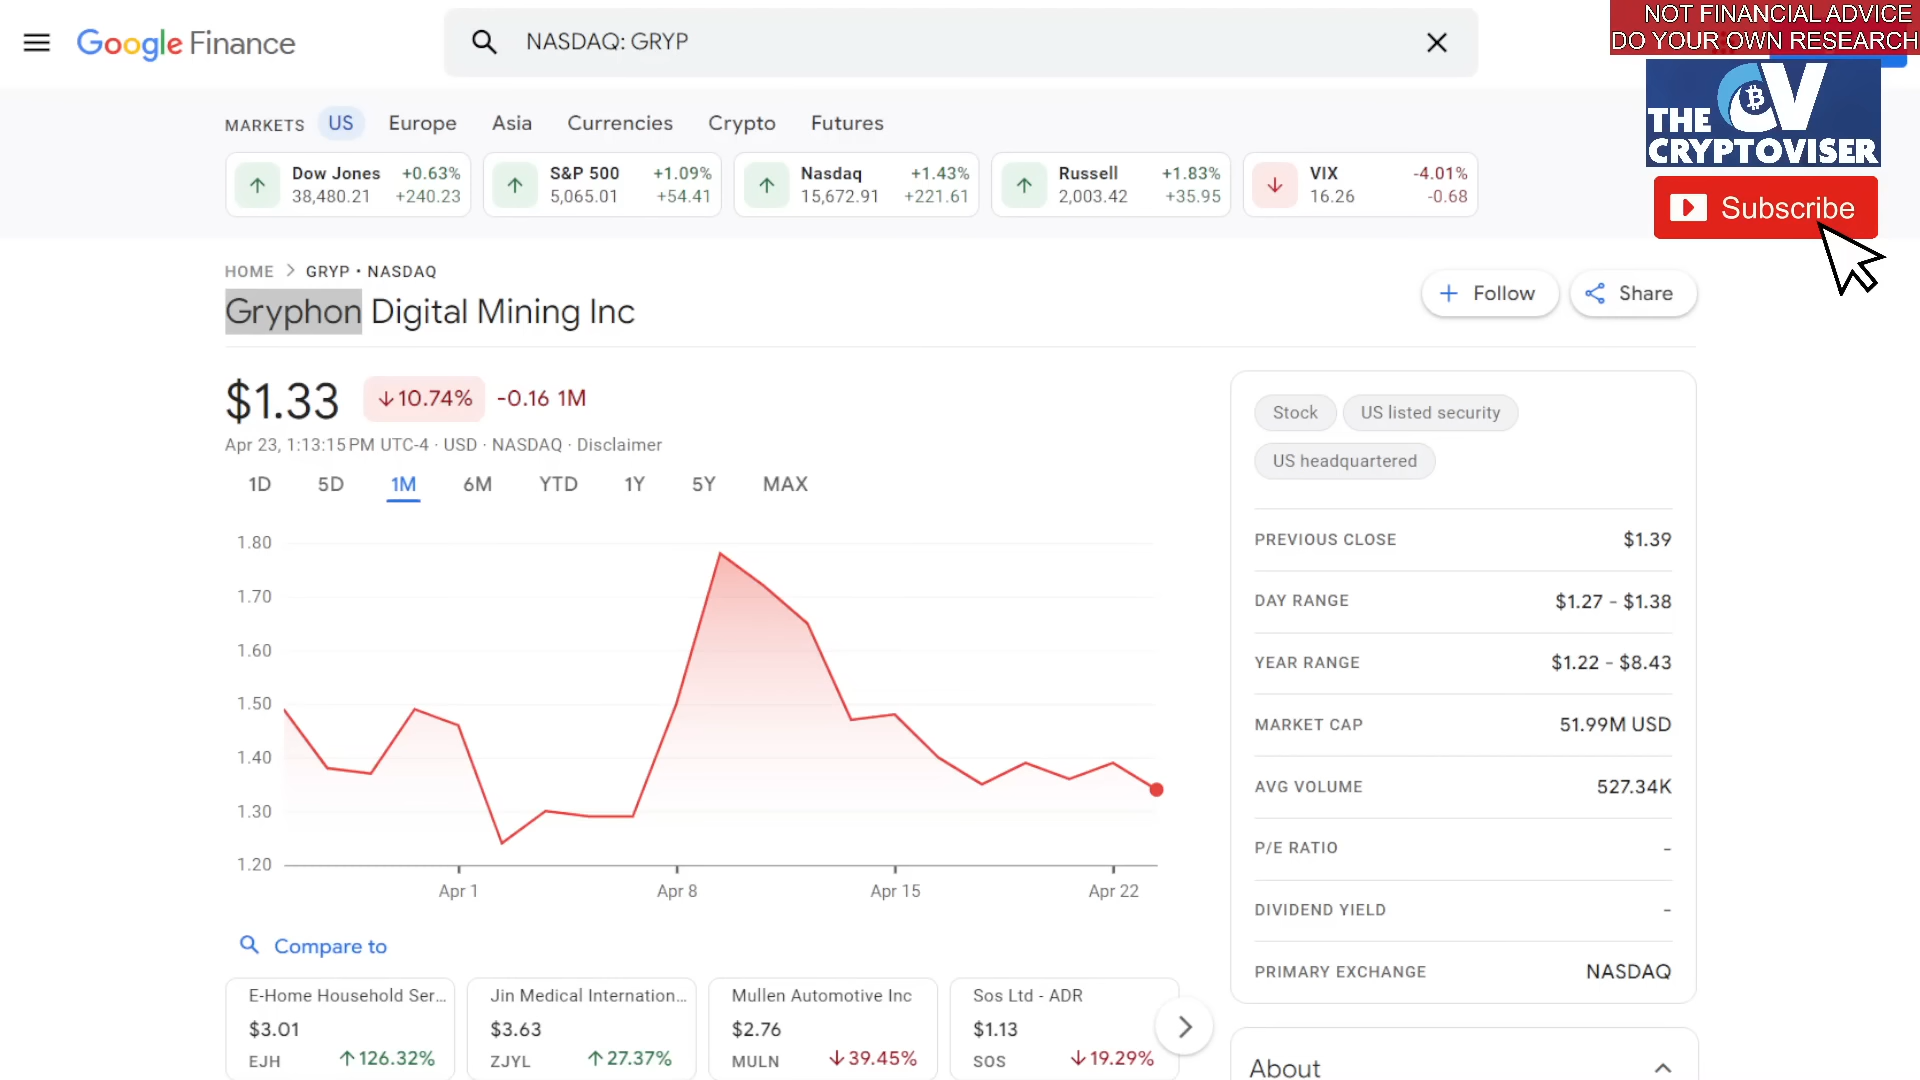 NOT FINANCIAL ADVICE
DO YOUR OWN RESEARCH
Google Finance
NASDAQ: GRYP
THE CV
CRYPTOVISER
Subscribe
MARKETS US Europe Asia Currencies Crypto Futures
Dow Jones +0.63%
38,480.21 +240.23
S&P 500 +1.09%
5,065.01 +54.41
Nasdaq +1.43%
15,672.91 +221.61
Russell +1.83%
2,003.42 +35.95
VIX -4.01%
16.26 -0.68
HOME > GRYP • NASDAQ
Gryphon Digital Mining Inc
+ Follow
Share
$1.33 ↓10.74% -0.16 1M
Apr 23, 1:13:15 PM UTC-4 · USD · NASDAQ · Disclaimer
1D 5D 1M 6M YTD 1Y 5Y MAX
1.80
1.70
1.60
1.50
1.40
1.30
1.20
Apr 1 Apr 8 Apr 15 Apr 22
Stock US listed security
US headquartered
PREVIOUS CLOSE $1.39
DAY RANGE $1.27 - $1.38
YEAR RANGE $1.22 - $8.43
MARKET CAP 51.99M USD
AVG VOLUME 527.34K
P/E RATIO -
DIVIDEND YIELD -
PRIMARY EXCHANGE NASDAQ
Compare to
E-Home Household Ser...
$3.01
EJH ↑126.32%
Jin Medical Internation...
$3.63
ZJYL ↑27.37%
Mullen Automotive Inc
$2.76
MULN ↓39.45%
Sos Ltd - ADR
$1.13
SOS ↓19.29%
About